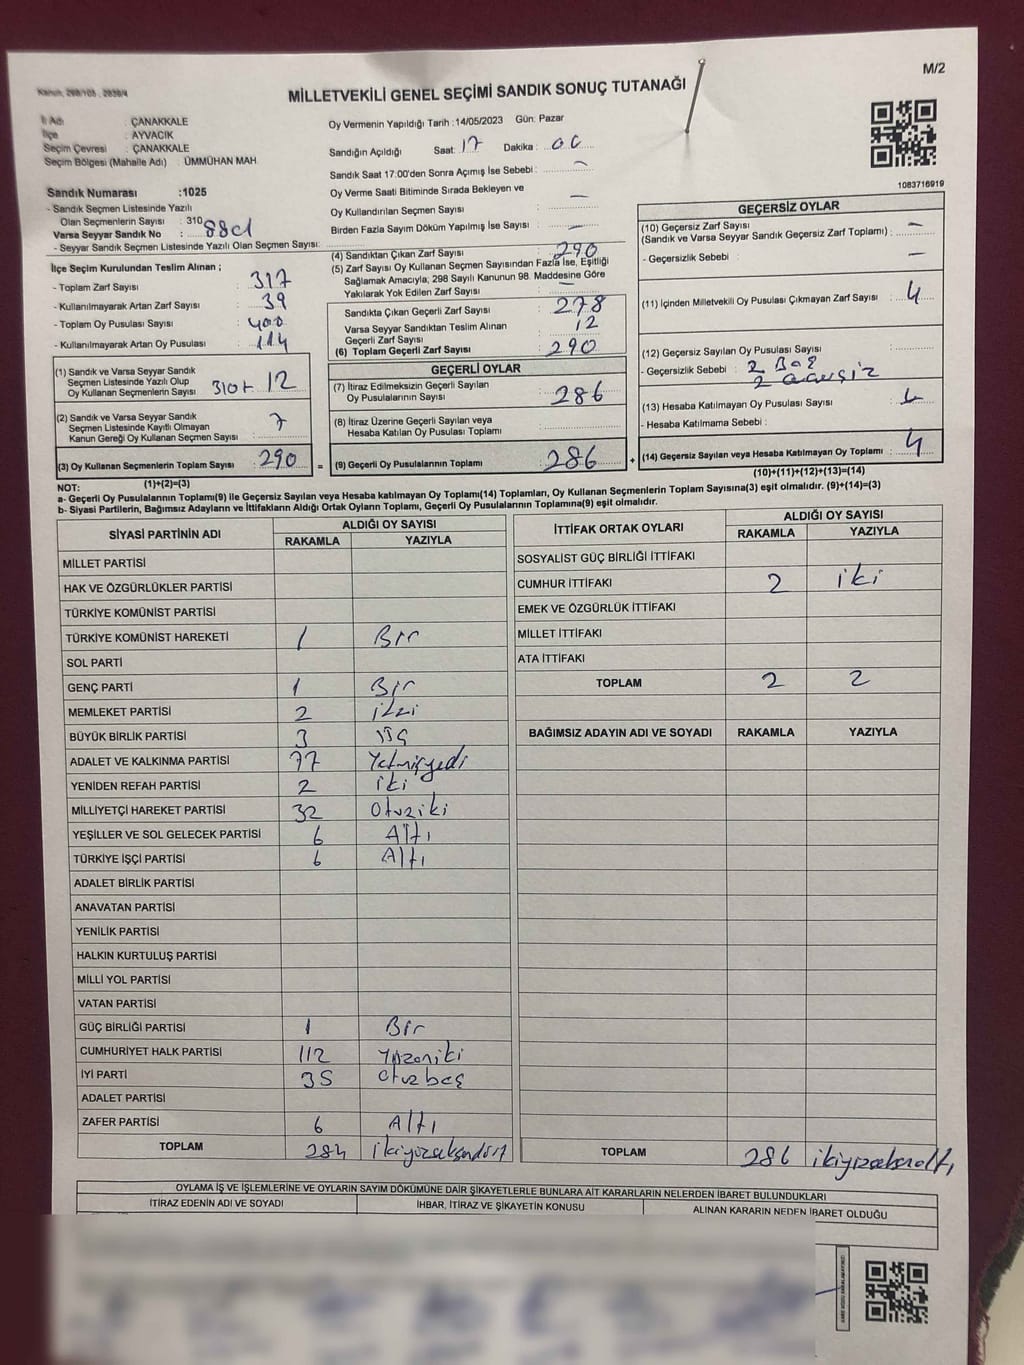 M/2
Kanun, 298/105 , 2839/4
MİLLETVEKİLİ GENEL SEÇİMİ SANDIK SONUÇ TUTANAĞI
İl Adı : ÇANAKKALE
İlçe : AYVACIK
Seçim Çevresi : ÇANAKKALE
Seçim Bölgesi (Mahalle Adı) : ÜMMÜHAN MAH
Sandık Numarası :1025
- Sandık Seçmen Listesinde Yazılı
Olan Seçmenlerin Sayısı : 310
Varsa Seyyar Sandık No :
- Seyyar Sandık Seçmen Listesinde Yazılı Olan Seçmen Sayısı:
Oy Vermenin Yapıldığı Tarih :14/05/2023 Gün: Pazar
Sandığın Açıldığı Saat: 17 Dakika: 00
Sandık Saat 17:00'den Sonra Açımış İse Sebebi : –
Oy Verme Saati Bitiminde Sırada Bekleyen ve
Oy Kullandırılan Seçmen Sayısı : –
Birden Fazla Sayım Döküm Yapılmış İse Sayısı : –
1083716919
İlçe Seçim Kurulundan Teslim Alınan ;
- Toplam Zarf Sayısı : 317
- Kullanılmayarak Artan Zarf Sayısı : 39
- Toplam Oy Pusulası Sayısı : 400
- Kullanılmayarak Artan Oy Pusulası : 114
(4) Sandıktan Çıkan Zarf Sayısı : 290
(5) Zarf Sayısı Oy Kullanan Seçmen Sayısından Fazla İse, Eşitliği
Sağlamak Amacıyla, 298 Sayılı Kanunun 98. Maddesine Göre
Yakılarak Yok Edilen Zarf Sayısı : –
Sandıkta Çıkan Geçerli Zarf Sayısı : 278
Varsa Seyyar Sandıktan Teslim Alınan
Geçerli Zarf Sayısı : 12
(6) Toplam Geçerli Zarf Sayısı : 290
GEÇERSİZ OYLAR
(10) Geçersiz Zarf Sayısı
(Sandık ve Varsa Seyyar Sandık Geçersiz Zarf Toplamı) : –
- Geçersizlik Sebebi : –
(11) İçinden Milletvekili Oy Pusulası Çıkmayan Zarf Sayısı : 4
(12) Geçersiz Sayılan Oy Pusulası Sayısı :
- Geçersizlik Sebebi : 2 Boş
2
(13) Hesaba Katılmayan Oy Pusulası Sayısı :
- Hesaba Katılmama Sebebi :
(14) Geçersiz Sayılan veya Hesaba Katılmayan Oy Toplamı : 4
(10)+(11)+(12)+(13)=(14)
(1) Sandık ve Varsa Seyyar Sandık
Seçmen Listesinde Yazılı Olup
Oy Kullanan Seçmenlerin Sayısı : 310+ 12
(2) Sandık ve Varsa Seyyar Sandık
Seçmen Listesinde Kayıtlı Olmayan
Kanun Gereği Oy Kullanan Seçmen Sayısı : 7
(3) Oy Kullanan Seçmenlerin Toplam Sayısı : 290
(1)+(2)=(3)
GEÇERLİ OYLAR
(7) İtiraz Edilmeksizin Geçerli Sayılan
Oy Pusulalarının Sayısı : 286
(8) İtiraz Üzerine Geçerli Sayılan veya
Hesaba Katılan Oy Pusulası Toplamı :
= (9) Geçerli Oy Pusulalarının Toplamı : 286 +
NOT:
a- Geçerli Oy Pusulalarının Toplamı(9) ile Geçersiz Sayılan veya Hesaba katılmayan Oy Toplamı(14) Toplamları, Oy Kullanan Seçmenlerin Toplam Sayısına(3) eşit olmalıdır. (9)+(14)=(3)
b- Siyasi Partilerin, Bağımsız Adayların ve İttifakların Aldığı Ortak Oyların Toplamı, Geçerli Oy Pusulalarının Toplamına(9) eşit olmalıdır.
SİYASİ PARTİNİN ADI ALDIĞI OY SAYISI
RAKAMLA YAZIYLA
MİLLET PARTİSİ
HAK VE ÖZGÜRLÜKLER PARTİSİ
TÜRKİYE KOMÜNİST PARTİSİ
TÜRKİYE KOMÜNİST HAREKETİ 1 Bir
SOL PARTİ
GENÇ PARTİ 1 Bir
MEMLEKET PARTİSİ 2 iki
BÜYÜK BİRLİK PARTİSİ 3 üç
ADALET VE KALKINMA PARTİSİ 77 Yetmişyedi
YENİDEN REFAH PARTİSİ 2 iki
MİLLİYETÇİ HAREKET PARTİSİ 32 Otuziki
YEŞİLLER VE SOL GELECEK PARTİSİ 6 Altı
TÜRKİYE İŞÇİ PARTİSİ 6 Altı
ADALET BİRLİK PARTİSİ
ANAVATAN PARTİSİ
YENİLİK PARTİSİ
HALKIN KURTULUŞ PARTİSİ
MİLLİ YOL PARTİSİ
VATAN PARTİSİ
GÜÇ BİRLİĞİ PARTİSİ 1 Bir
CUMHURİYET HALK PARTİSİ 112 Yüzoniki
İYİ PARTİ 35 otuzbeş
ADALET PARTİSİ
ZAFER PARTİSİ 6 Altı
TOPLAM 284 ikiyüzseksendört
İTTİFAK ORTAK OYLARI ALDIĞI OY SAYISI
RAKAMLA YAZIYLA
SOSYALİST GÜÇ BİRLİĞİ İTTİFAKI
CUMHUR İTTİFAKI 2 iki
EMEK VE ÖZGÜRLÜK İTTİFAKI
MİLLET İTTİFAKI
ATA İTTİFAKI
TOPLAM 2 2
BAĞIMSIZ ADAYIN ADI VE SOYADI RAKAMLA YAZIYLA
TOPLAM 286 ikiyüzseksenaltı
OYLAMA İŞ VE İŞLEMLERİNE VE OYLARIN SAYIM DÖKÜMÜNE DAİR ŞİKAYETLERLE BUNLARA AİT KARARLARIN NELERDEN İBARET BULUNDUKLARI
İTİRAZ EDENİN ADI VE SOYADI İHBAR, İTİRAZ VE ŞİKAYETİN KONUSU ALINAN KARARIN NEDEN İBARET OLDUĞU